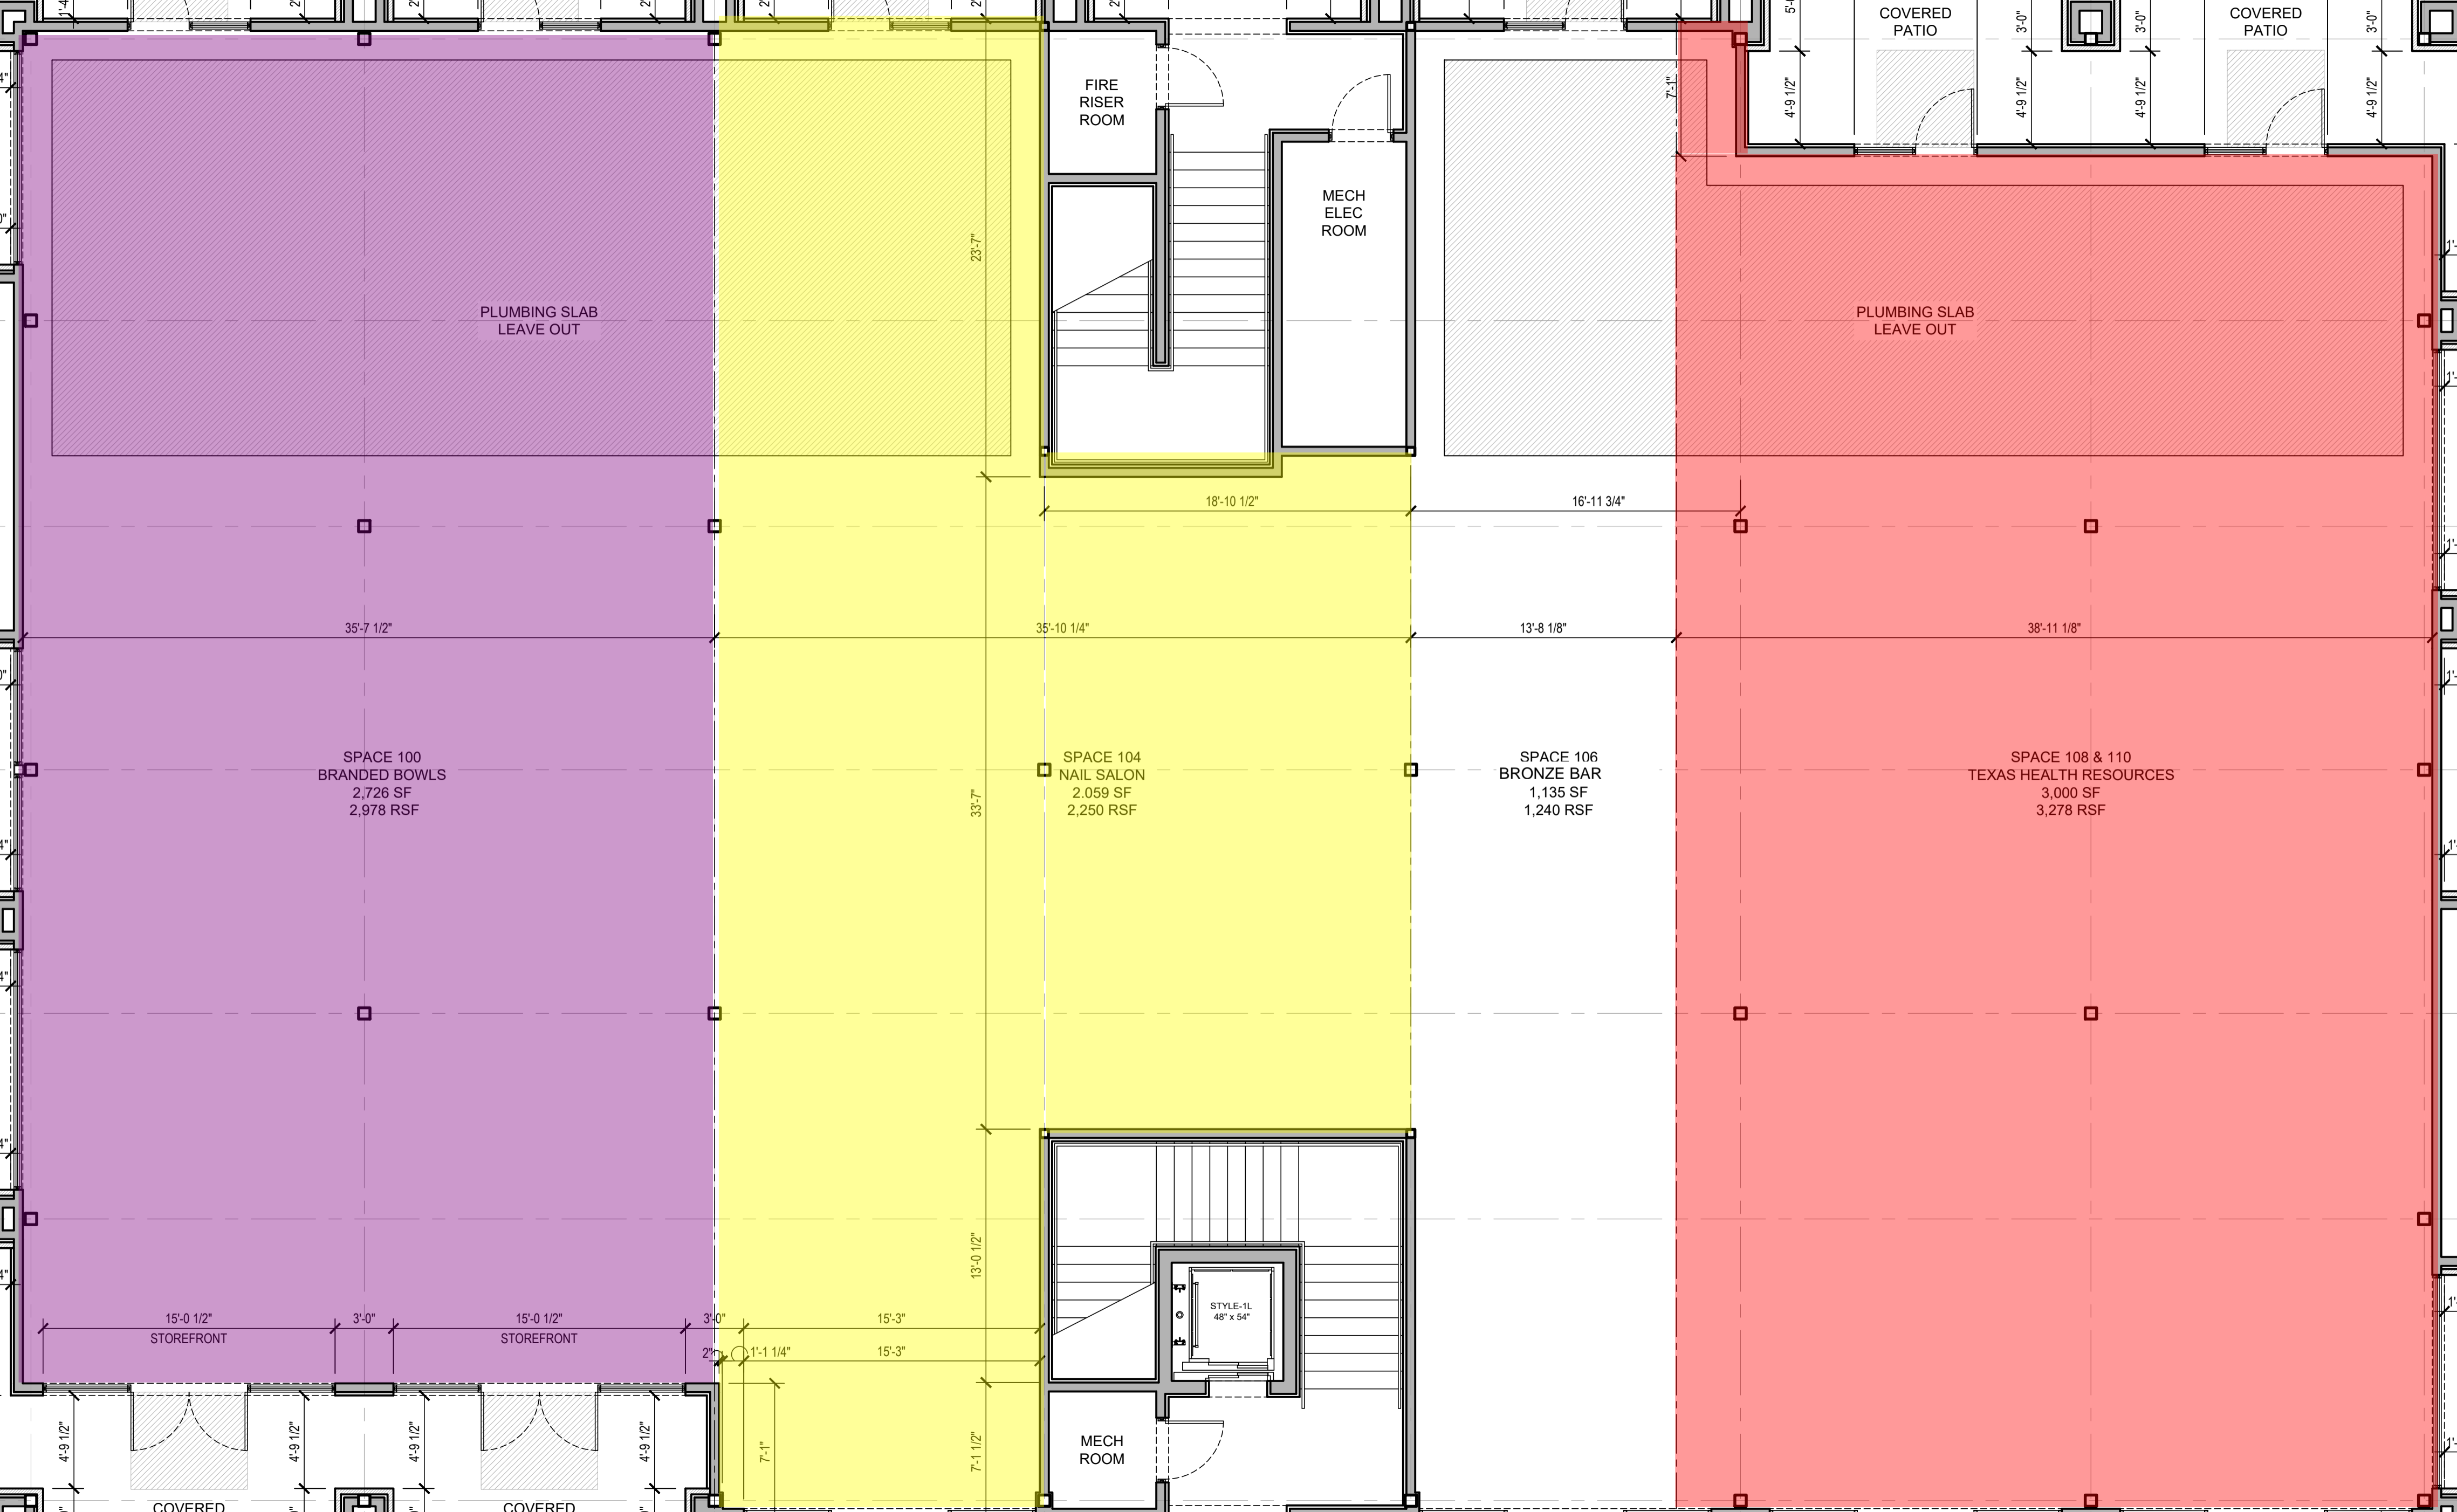 COVERED
PATIO
COVERED
PATIO
3'-0"
3'-0"
3'-0"
4'-9 1/2"
4'-9 1/2"
4'-9 1/2"
4'-9 1/2"
7'-1"
FIRE
RISER
ROOM
MECH
ELEC
ROOM
23'-7"
PLUMBING SLAB
LEAVE OUT
PLUMBING SLAB
LEAVE OUT
18'-10 1/2"
16'-11 3/4"
35'-7 1/2"
35'-10 1/4"
13'-8 1/8"
38'-11 1/8"
SPACE 100
BRANDED BOWLS
2,726 SF
2,978 RSF
33'-7"
SPACE 104
NAIL SALON
2.059 SF
2,250 RSF
SPACE 106
BRONZE BAR
1,135 SF
1,240 RSF
SPACE 108 & 110
TEXAS HEALTH RESOURCES
3,000 SF
3,278 RSF
13'-0 1/2"
15'-0 1/2"
STOREFRONT
3'-0"
15'-0 1/2"
STOREFRONT
3'-0"
15'-3"
2"
1'-1 1/4"
15'-3"
STYLE-1L
48" x 54"
4'-9 1/2"
4'-9 1/2"
4'-9 1/2"
4'-9 1/2"
7'-1"
7'-1 1/2"
MECH
ROOM
COVERED
COVERED